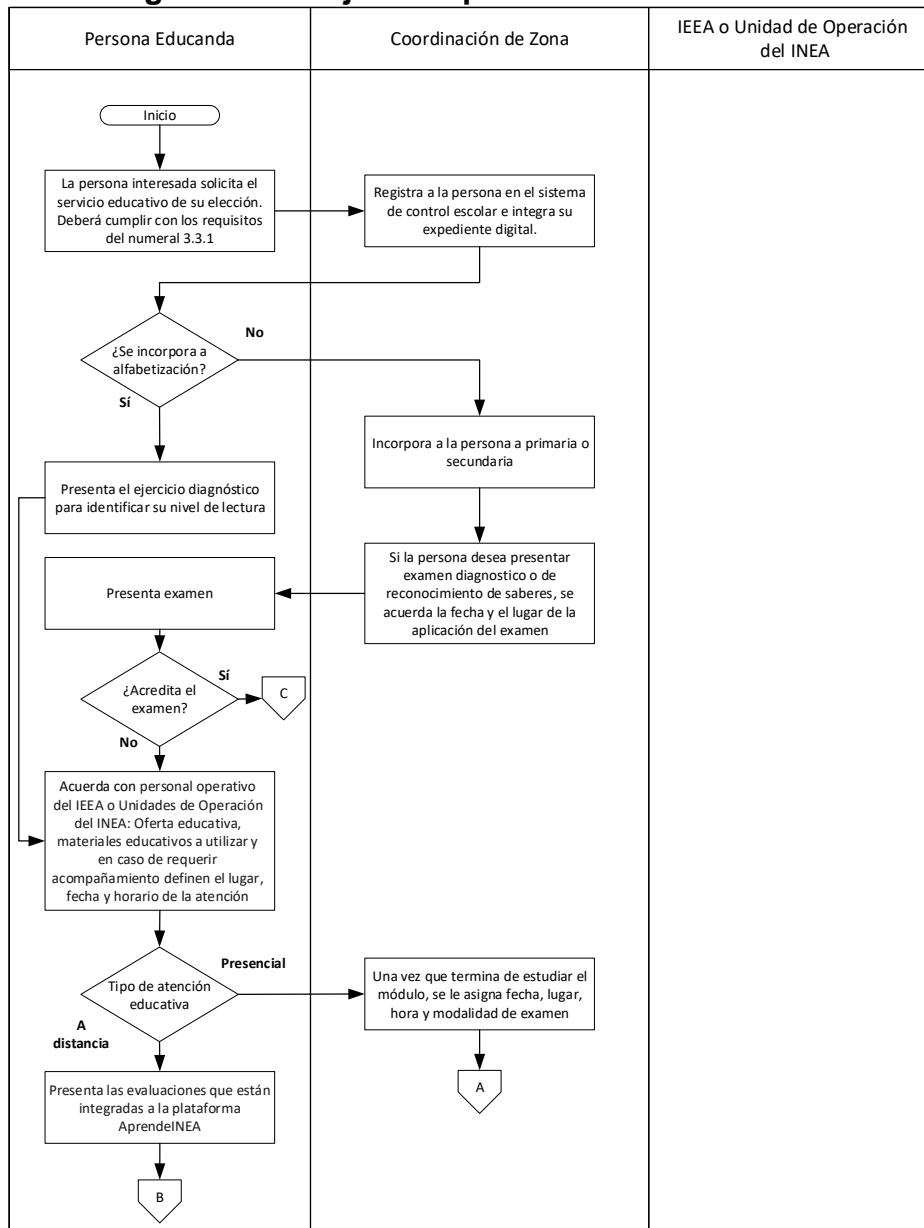 Persona Educanda
Coordinación de Zona
IEEA o Unidad de Operación
del INEA
Inicio
La persona interesada solicita el
servicio educativo de su elección.
Deberá cumplir con los requisitos
del numeral 3.3.1
Registra a la persona en el sistema
de control escolar e integra su
expediente digital.
¿Se incorpora a
alfabetización?
No
Sí
Incorpora a la persona a primaria o
secundaria
Presenta el ejercicio diagnóstico
para identificar su nivel de lectura
Si la persona desea presentar
examen diagnostico o de
reconocimiento de saberes, se
acuerda la fecha y el lugar de la
aplicación del examen
Presenta examen
¿Acredita el
examen?
Sí
C
No
Acuerda con personal operativo
del IEEA o Unidades de Operación
del INEA: Oferta educativa,
materiales educativos a utilizar y
en caso de requerir
acompañamiento definen el lugar,
fecha y horario de la atención
Tipo de atención
educativa
Presencial
A
distancia
Una vez que termina de estudiar el
módulo, se le asigna fecha, lugar,
hora y modalidad de examen
A
Presenta las evaluaciones que están
integradas a la plataforma
AprendeINEA
B